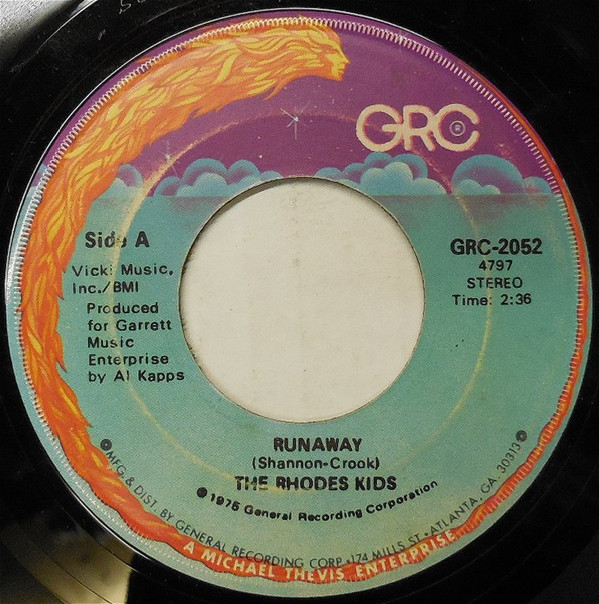 GRC®
Side A
Vicki Music,
Inc./BMI
Produced
for Garrett
Music
Enterprise
by Al Kapps
GRC-2052
4797
STEREO
Time: 2:36
RUNAWAY
(Shannon-Crook)
THE RHODES KIDS
℗1975 General Recording Corporation
MFG. & DIST. BY GENERAL RECORDING CORP • 174 MILLS ST • ATLANTA, GA. 30313
A MICHAEL THEVIS ENTERPRISE